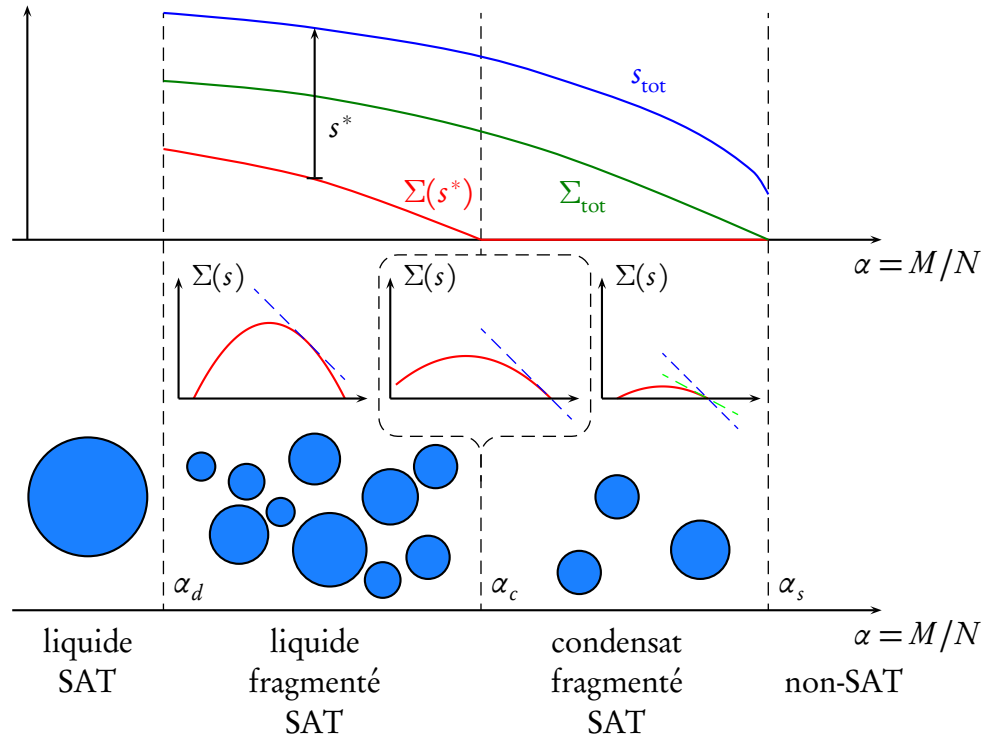 s_tot
s*
Σ(s*)
Σ_tot
α = M/N
Σ(s)
Σ(s)
Σ(s)
α_d
α_c
α_s
α = M/N
liquide
SAT
liquide
fragmenté
SAT
condensat
fragmenté
SAT
non-SAT